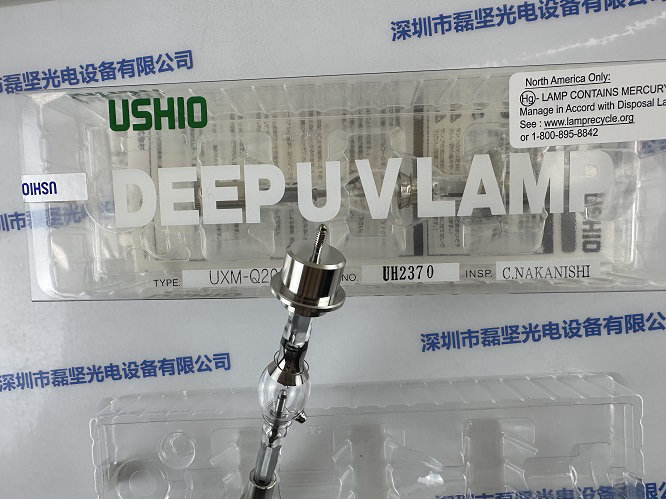 深圳市磊坚光电设备有限公司
深圳市磊坚光电设备有限公司
USHIO
North America Only:
Hg - LAMP CONTAINS MERCURY
Manage in Accord with Disposal La
See : www.lamprecycle.org
or 1-800-895-8842
USHIO
DEEP UV LAMP
USHIO
TYPE. UXM-Q2 NO. UH2370 INSP. C.NAKANISHI
深圳市磊坚光电设备有限公司
深圳市磊坚光电设备有限公司
深圳市磊坚光电设备有限公司